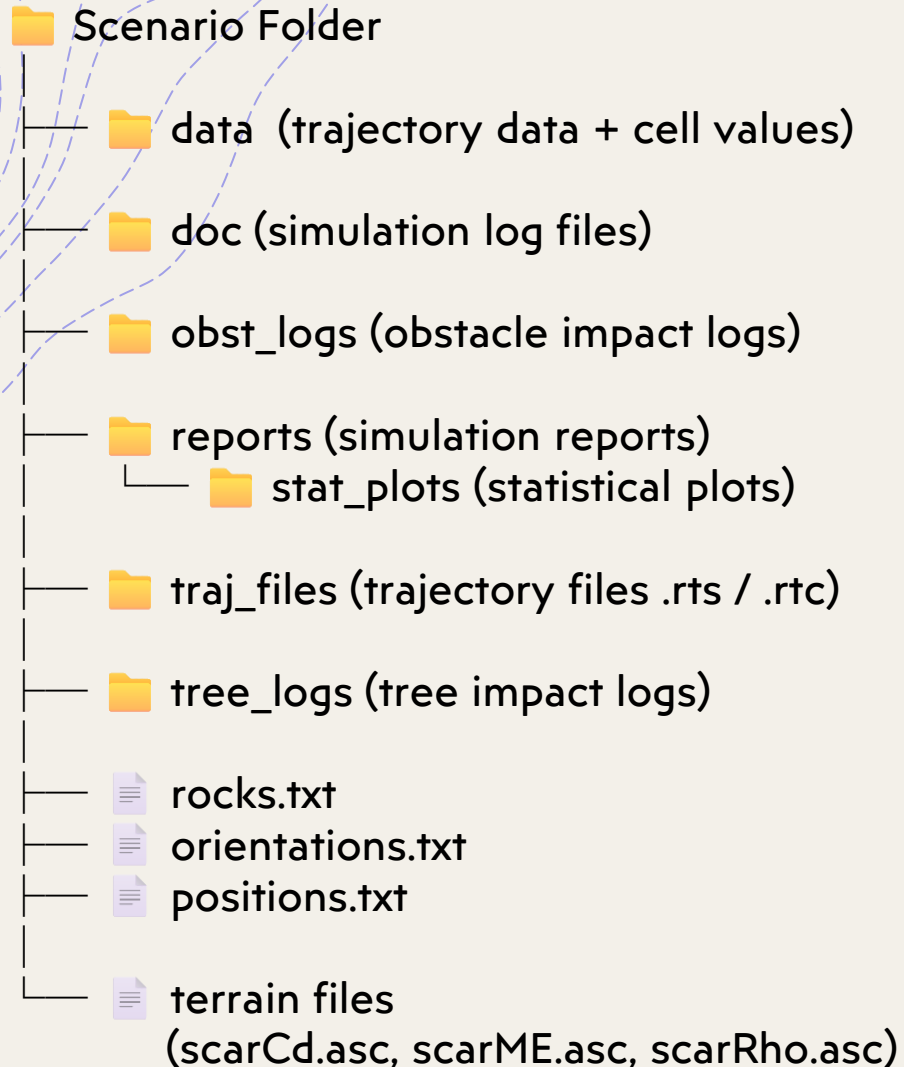 Scenario Folder
data (trajectory data + cell values)
doc (simulation log files)
obst_logs (obstacle impact logs)
reports (simulation reports)
stat_plots (statistical plots)
traj_files (trajectory files .rts / .rtc)
tree_logs (tree impact logs)
rocks.txt
orientations.txt
positions.txt
terrain files
(scarCd.asc, scarME.asc, scarRho.asc)